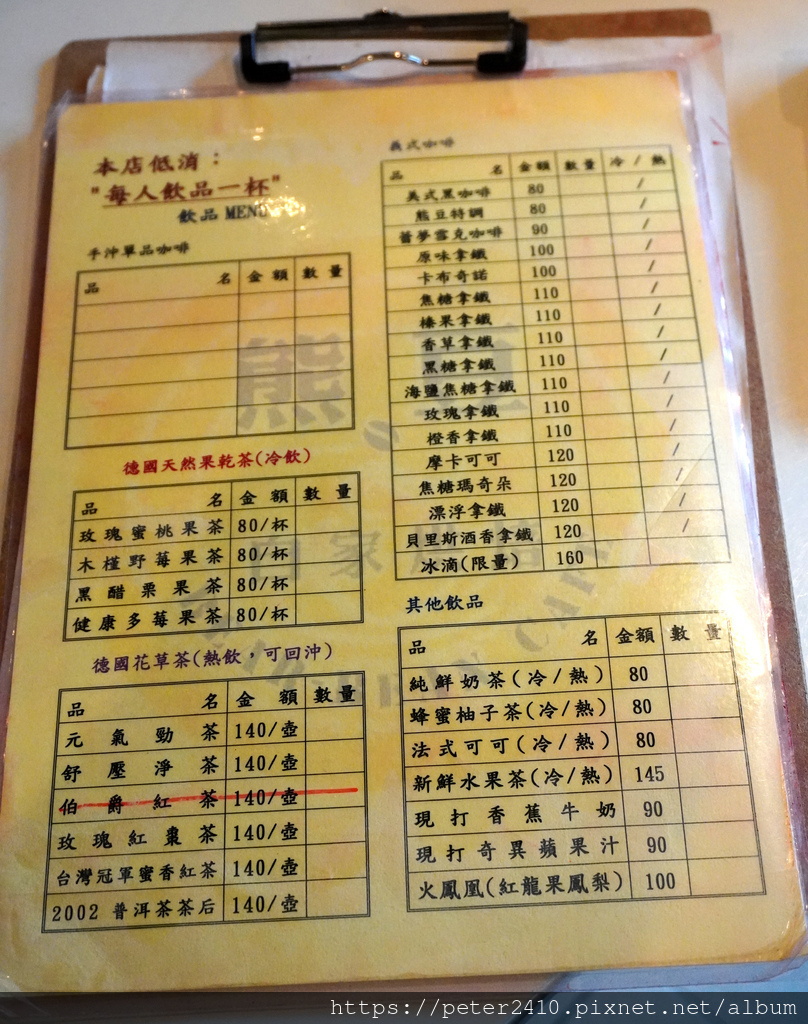 本店低消：
"每人飲品一杯"
飲品 MENU
手沖單品咖啡
品名 金額 數量
德國天然果乾茶(冷飲)
品名 金額 數量
玫瑰蜜桃果茶 80/杯
木槿野莓果茶 80/杯
黑醋栗果茶 80/杯
健康多莓果茶 80/杯
德國花草茶(熱飲，可回沖)
品名 金額 數量
元氣勁茶 140/壺
舒壓淨茶 140/壺
伯爵紅茶 140/壺
玫瑰紅棗茶 140/壺
台灣冠軍蜜香紅茶 140/壺
2002 普洱茶茶后 140/壺
義式咖啡
品名 金額 數量 冷/熱
美式黑咖啡 80 /
熊豆特調 80 /
蕾夢雪克咖啡 90 /
原味拿鐵 100 /
卡布奇諾 100 /
焦糖拿鐵 110 /
榛果拿鐵 110 /
香草拿鐵 110 /
黑糖拿鐵 110 /
海鹽焦糖拿鐵 110 /
玫瑰拿鐵 110 /
橙香拿鐵 110 /
摩卡可可 120 /
焦糖瑪奇朵 120 /
漂浮拿鐵 120 /
貝里斯酒香拿鐵 120 /
冰滴(限量) 160
其他飲品
品名 金額 數量
純鮮奶茶(冷/熱) 80
蜂蜜柚子茶(冷/熱) 80
法式可可(冷/熱) 80
新鮮水果茶(冷/熱) 145
現打香蕉牛奶 90
現打奇異蘋果汁 90
火鳳凰(紅龍果鳳梨) 100
https://peter2410.pixnet.net/album